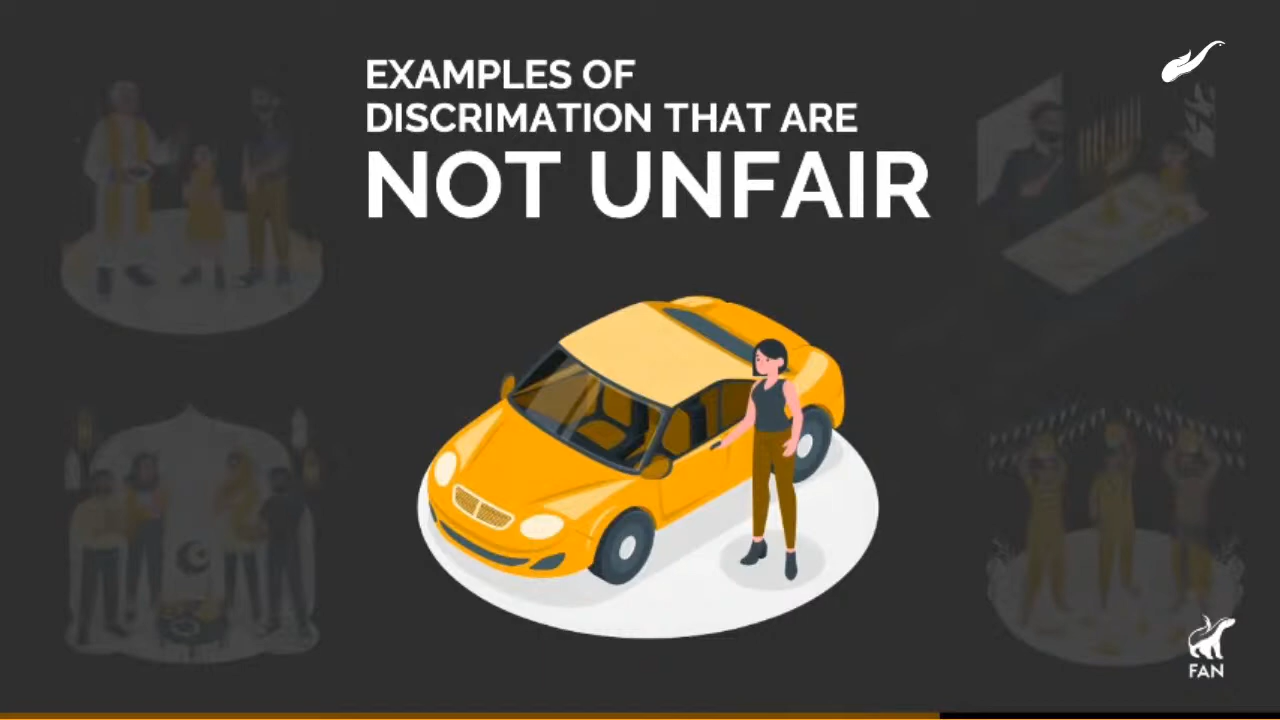 EXAMPLES OF
DISCRIMATION THAT ARE
NOT UNFAIR
FAN